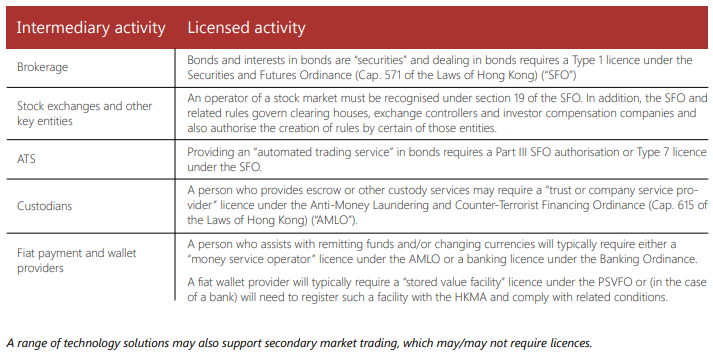 Intermediary activity Licensed activity
Brokerage
Bonds and interests in bonds are “securities” and dealing in bonds requires a Type 1 licence under the
Securities and Futures Ordinance (Cap. 571 of the Laws of Hong Kong) (“SFO”)
Stock exchanges and other
key entities
An operator of a stock market must be recognised under section 19 of the SFO. In addition, the SFO and
related rules govern clearing houses, exchange controllers and investor compensation companies and
also authorise the creation of rules by certain of those entities.
ATS
Providing an “automated trading service” in bonds requires a Part III SFO authorisation or Type 7 licence
under the SFO.
Custodians
A person who provides escrow or other custody services may require a “trust or company service pro-
vider” licence under the Anti-Money Laundering and Counter-Terrorist Financing Ordinance (Cap. 615 of
the Laws of Hong Kong) (“AMLO”).
Fiat payment and wallet
providers
A person who assists with remitting funds and/or changing currencies will typically require either a
“money service operator” licence under the AMLO or a banking licence under the Banking Ordinance.
A fiat wallet provider will typically require a “stored value facility” licence under the PSVFO or (in the case
of a bank) will need to register such a facility with the HKMA and comply with related conditions.
A range of technology solutions may also support secondary market trading, which may/may not require licences.